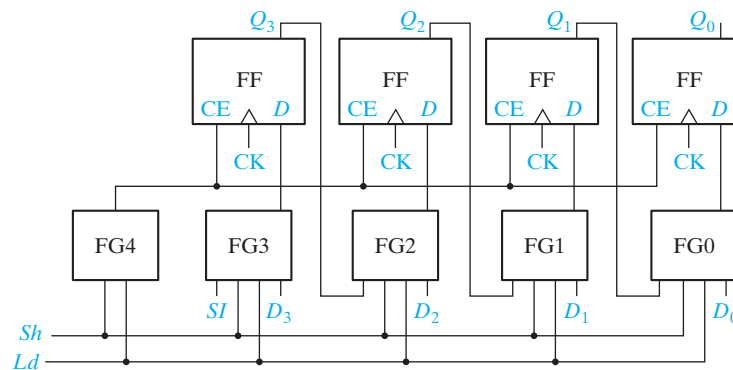 Q3 Q2 Q1 Q0
FF FF FF FF
CE D CE D CE D CE D
CK CK CK CK
FG4 FG3 FG2 FG1 FG0
SI D3 D2 D1 D0
Sh
Ld